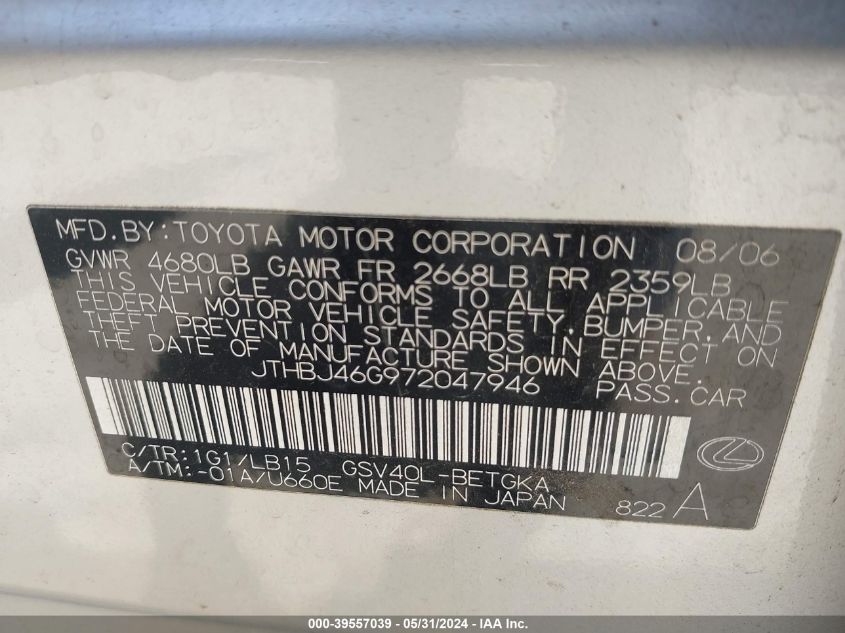 MFD.BY:TOYOTA MOTOR CORPORATION 08/06
GVWR 4680LB GAWR FR 2668LB RR 2359LB
THIS VEHICLE CONFORMS TO ALL APPLICABLE
FEDERAL MOTOR VEHICLE SAFETY,BUMPER,AND
THEFT PREVENTION STANDARDS IN EFFECT ON
THE DATE OF MANUFACTURE SHOWN ABOVE.
JTHBJ46G972047946 PASS.CAR
C/TR:1G1/LB15 GSV40L-BETGKA
A/TM:-01A/U660E MADE IN JAPAN 822 A
000-39557039 - 05/31/2024 - IAA Inc.